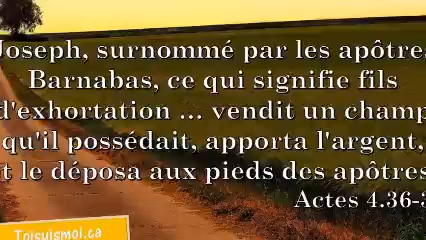 Joseph, surnommé par les apôtres
Barnabas, ce qui signifie fils
d'exhortation ... vendit un champ
qu'il possédait, apporta l'argent,
t le déposa aux pieds des apôtres
Actes 4.36-3
Toisuismoi.ca